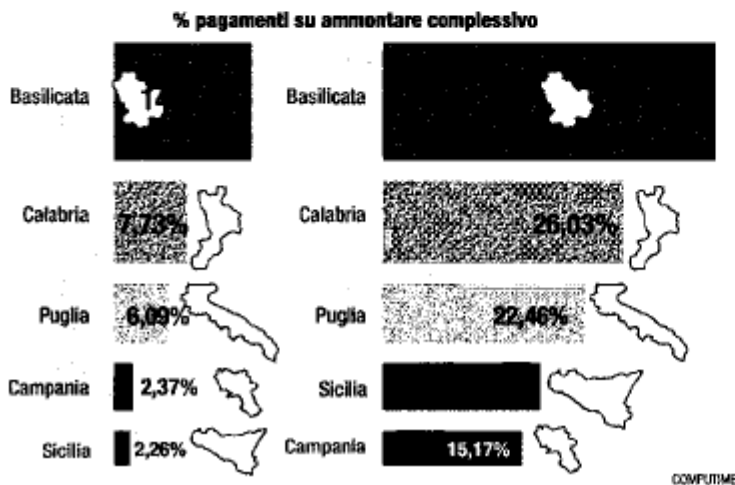 % pagamenti su ammontare complessivo
Basilicata
Calabria 7,73%
Puglia 6,09%
Campania 2,37%
Sicilia 2,26%
Basilicata
Calabria 26,03%
Puglia 22,46%
Sicilia
Campania 15,17%
COMPUTIME